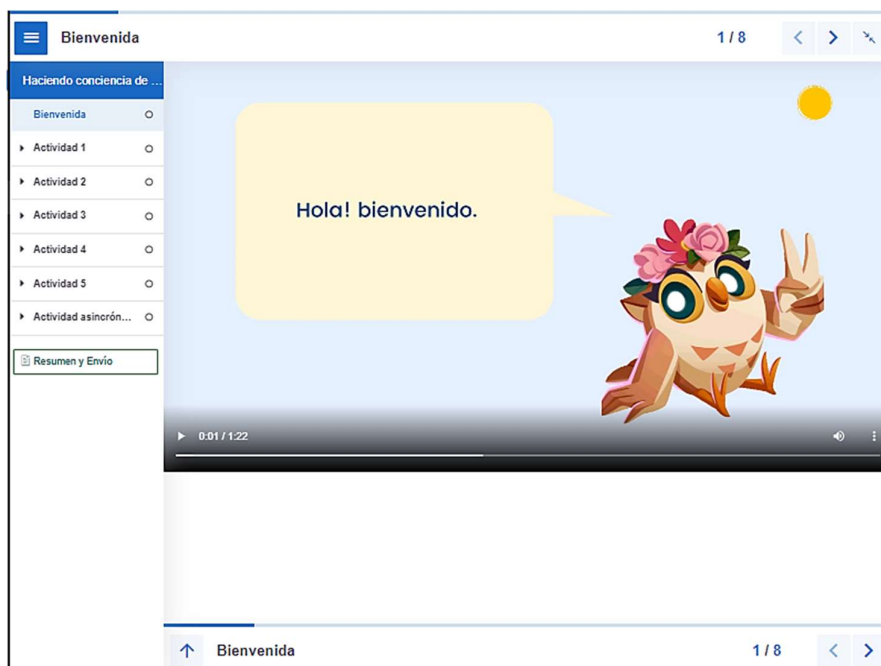 Bienvenida
1 / 8
Haciendo conciencia de ...
Bienvenida
Actividad 1
Actividad 2
Actividad 3
Actividad 4
Actividad 5
Actividad asincrón...
Resumen y Envío
Hola! bienvenido.
0:01 / 1:22
Bienvenida
1 / 8